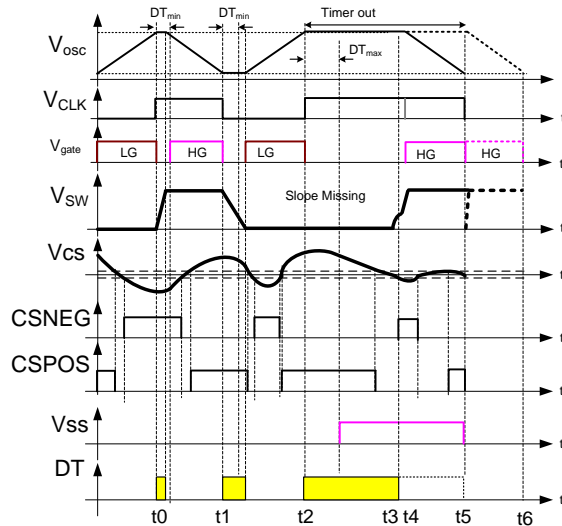 DTmin DTmin Timer out
Vosc DTmax
t
VCLK
t
Vgate LG HG LG HG HG
t
VSW Slope Missing
t
Vcs
t
CSNEG
t
CSPOS
t
Vss
t
DT
t
t0 t1 t2 t3 t4 t5 t6